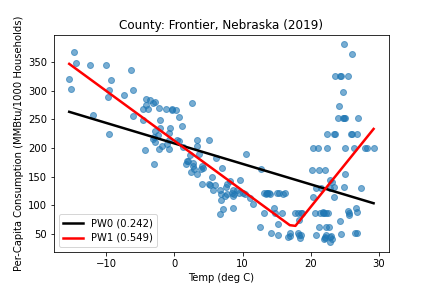 County: Frontier, Nebraska (2019)
Per-Capita Consumption (MMBtu/1000 Households)
350
300
250
200
150
100
50
PW0 (0.242)
PW1 (0.549)
−10
0
10
20
30
Temp (deg C)